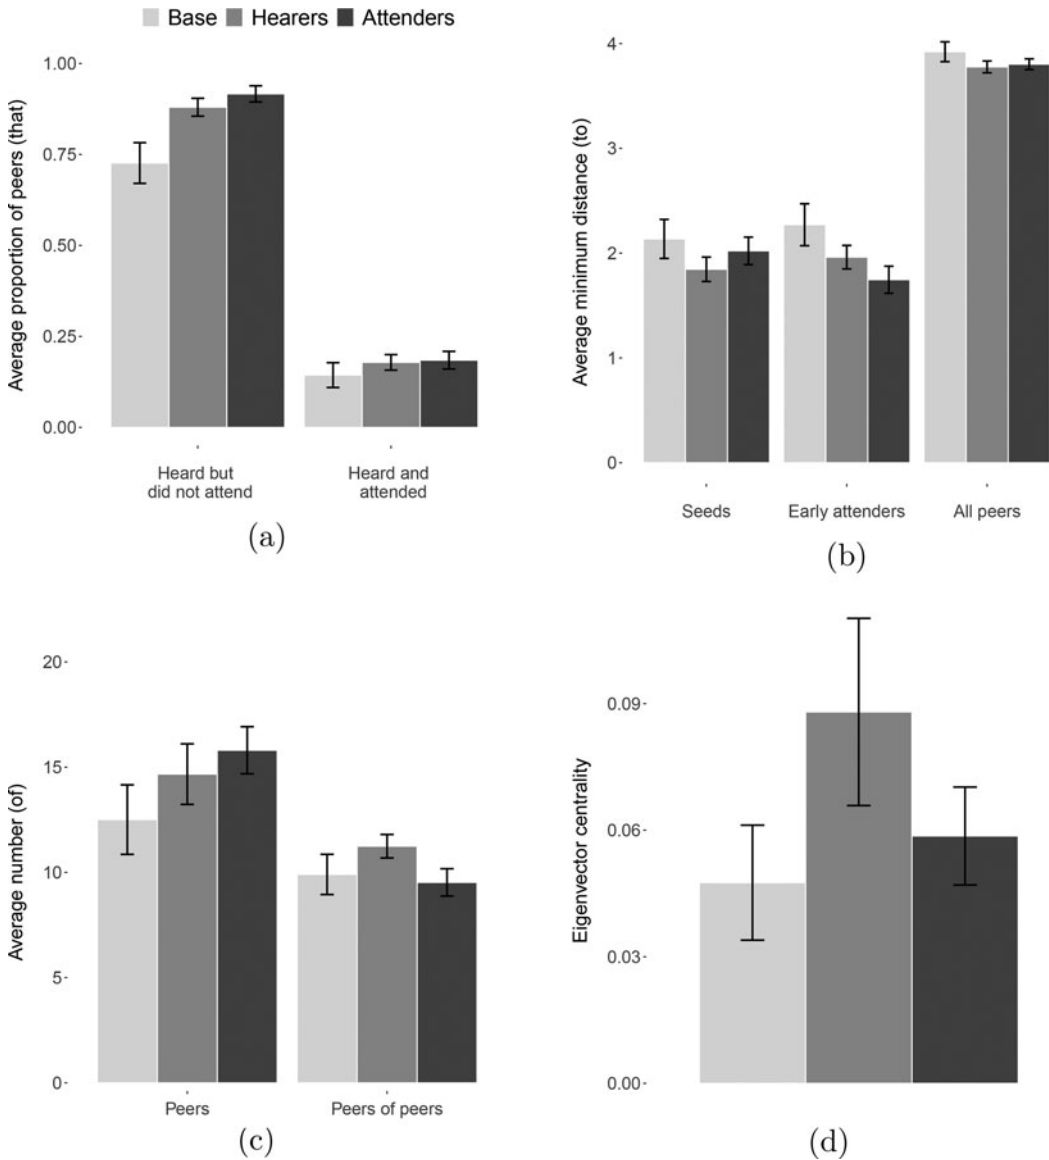 Base Hearers Attenders
Average proportion of peers (that)
1.00
0.75
0.50
0.25
0.00
Heard but
did not attend
Heard and
attended
(a)
Average minimum distance (to)
4
3
2
1
0
Seeds
Early attenders
All peers
(b)
Average number (of)
20
15
10
5
0
Peers
Peers of peers
(c)
Eigenvector centrality
0.09
0.06
0.03
0.00
(d)